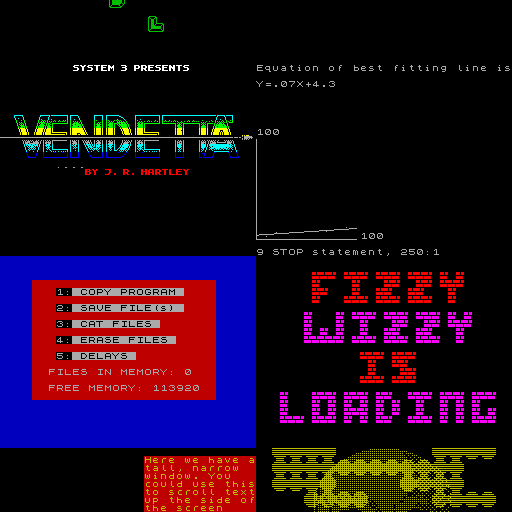 SYSTEM 3 PRESENTS
VENDETTA
BY J. R. HARTLEY
Equation of best fitting line is
Y=.07X+4.3
100
100
9 STOP statement, 250:1
1: COPY PROGRAM
2: SAVE FILE(s)
3: CAT FILES
4: ERASE FILES
5: DELAYS
FILES IN MEMORY: 0
FREE MEMORY: 113920
FIZZY
WIZZY
IS
LOADING
Here we have a
tall, narrow
window. You
could use this
to scroll text
up the side of
the screen